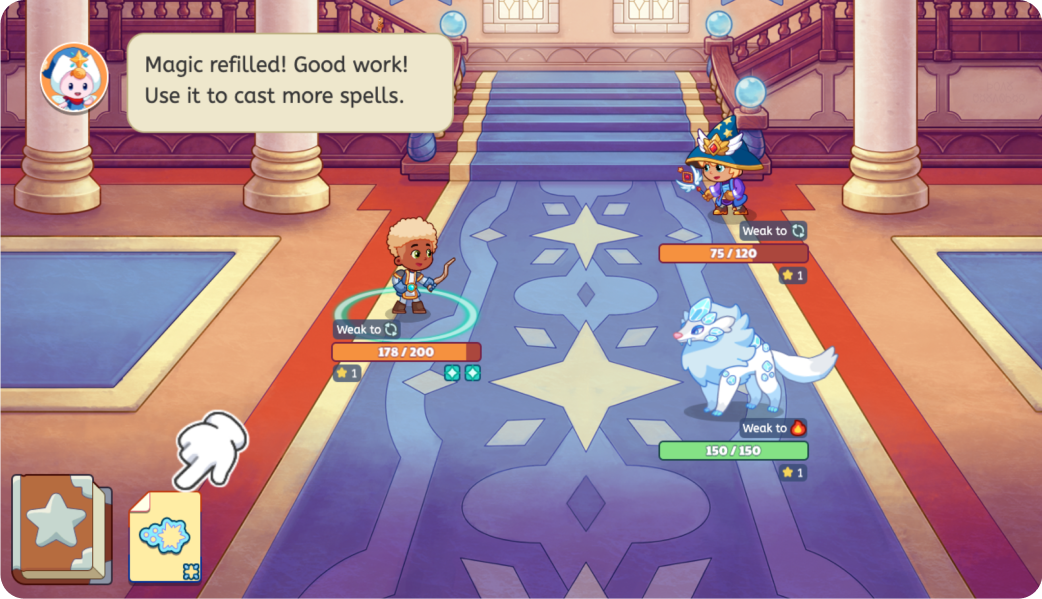 Magic refilled! Good work!
Use it to cast more spells.
Weak to
75 / 120
1
Weak to
178 / 200
1
Weak to
150 / 150
1